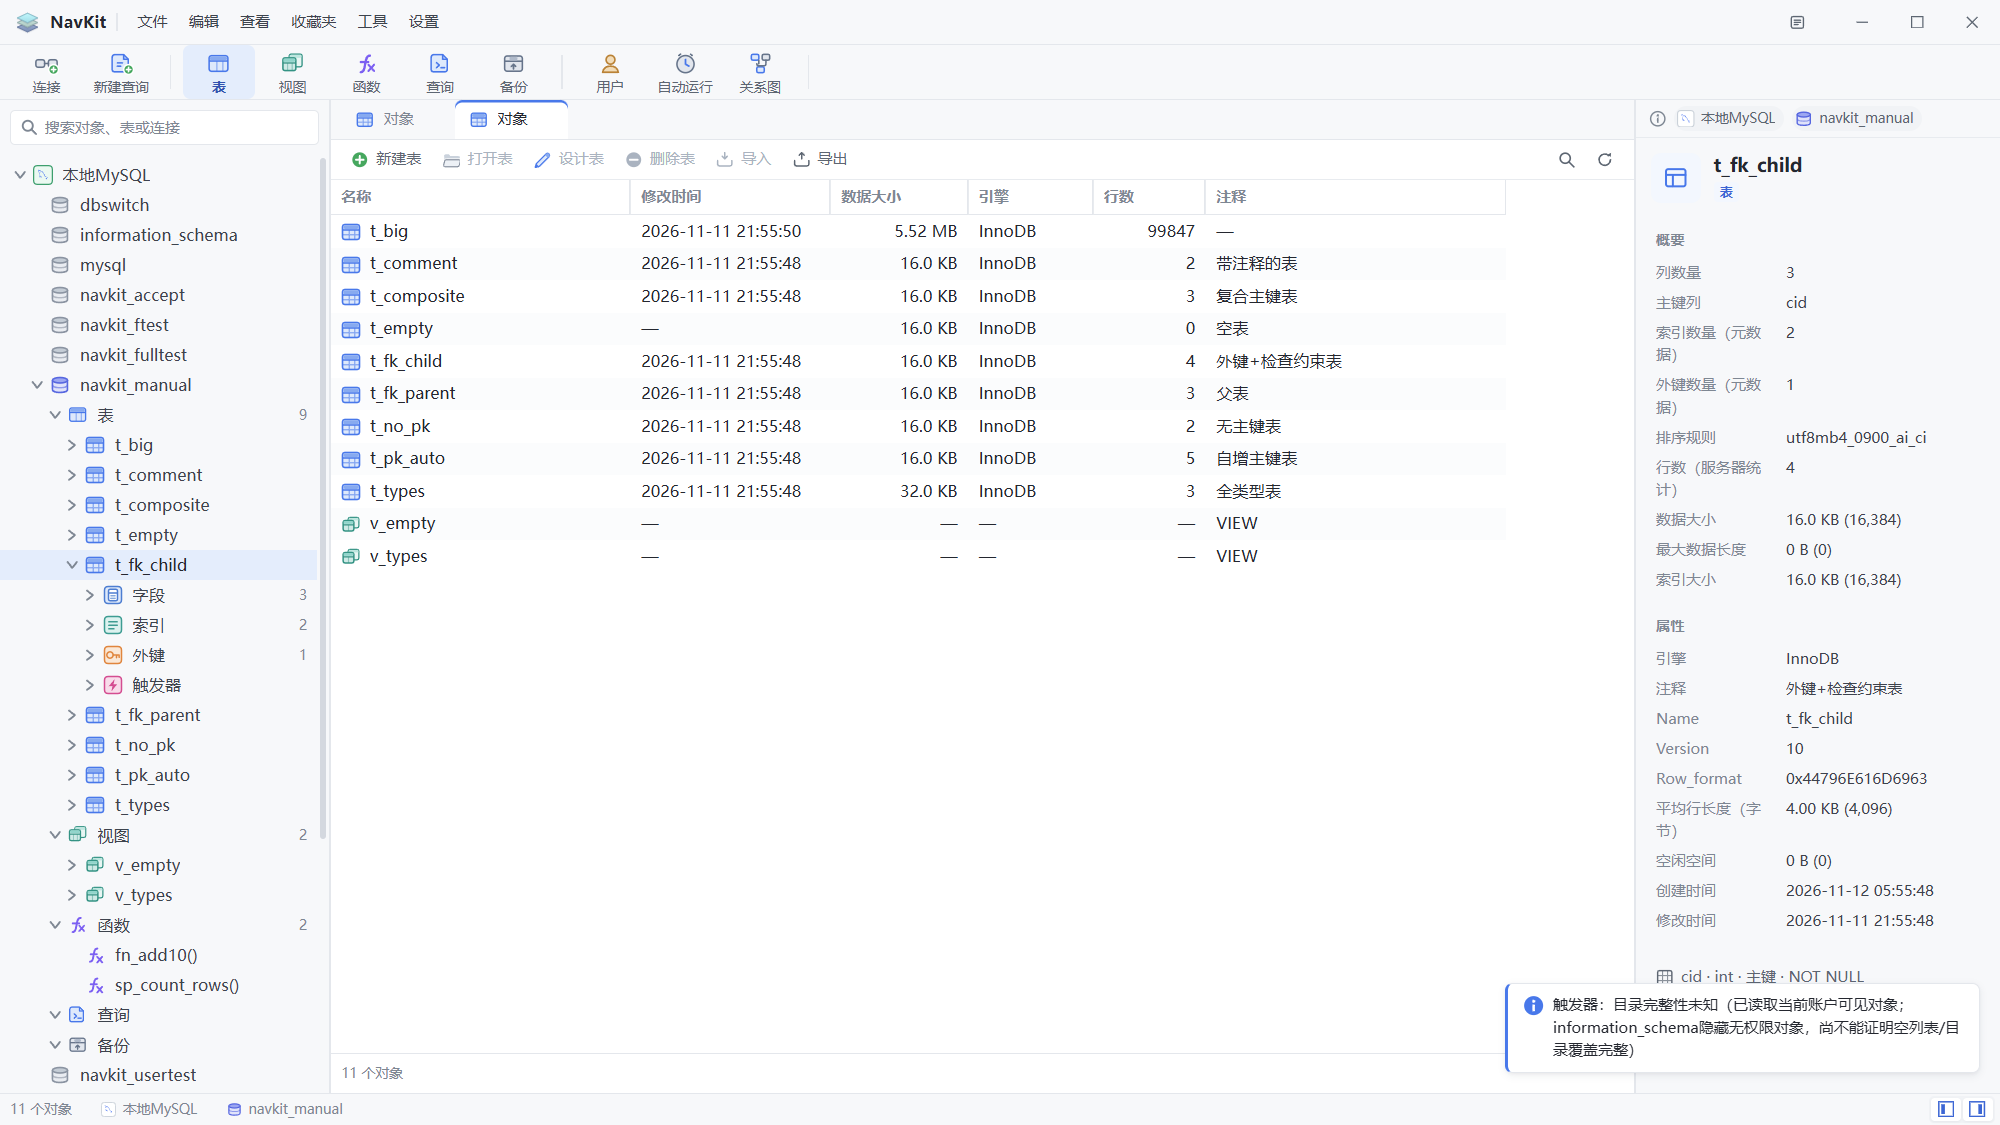 NavKit 文件 编辑 查看 收藏夹 工具 设置
连接 新建查询 表 视图 函数 查询 备份 用户 自动运行 关系图
搜索对象、表或连接
本地MySQL
dbswitch
information_schema
mysql
navkit_accept
navkit_ftest
navkit_fulltest
navkit_manual
表 9
t_big
t_comment
t_composite
t_empty
t_fk_child
字段 3
索引 2
外键 1
触发器
t_fk_parent
t_no_pk
t_pk_auto
t_types
视图 2
v_empty
v_types
函数 2
fn_add10()
sp_count_rows()
查询
备份
navkit_usertest
对象 对象
新建表 打开表 设计表 删除表 导入 导出
名称 修改时间 数据大小 引擎 行数 注释
t_big 2026-11-11 21:55:50 5.52 MB InnoDB 99847 —
t_comment 2026-11-11 21:55:48 16.0 KB InnoDB 2 带注释的表
t_composite 2026-11-11 21:55:48 16.0 KB InnoDB 3 复合主键表
t_empty — 16.0 KB InnoDB 0 空表
t_fk_child 2026-11-11 21:55:48 16.0 KB InnoDB 4 外键+检查约束表
t_fk_parent 2026-11-11 21:55:48 16.0 KB InnoDB 3 父表
t_no_pk 2026-11-11 21:55:48 16.0 KB InnoDB 2 无主键表
t_pk_auto 2026-11-11 21:55:48 16.0 KB InnoDB 5 自增主键表
t_types 2026-11-11 21:55:48 32.0 KB InnoDB 3 全类型表
v_empty — — — — VIEW
v_types — — — — VIEW
11 个对象
本地MySQL navkit_manual
t_fk_child
表
概要
列数量 3
主键列 cid
索引数量（元数 2
据）
外键数量（元数 1
据）
排序规则 utf8mb4_0900_ai_ci
行数（服务器统 4
计）
数据大小 16.0 KB (16,384)
最大数据长度 0 B (0)
索引大小 16.0 KB (16,384)
属性
引擎 InnoDB
注释 外键+检查约束表
Name t_fk_child
Version 10
Row_format 0x44796E616D6963
平均行长度（字 4.00 KB (4,096)
节）
空闲空间 0 B (0)
创建时间 2026-11-12 05:55:48
修改时间 2026-11-11 21:55:48
cid · int · 主键 · NOT NULL
触发器：目录完整性未知（已读取当前账户可见对象；
information_schema隐藏无权限对象，尚不能证明空列表/目
录覆盖完整）
11 个对象 本地MySQL navkit_manual